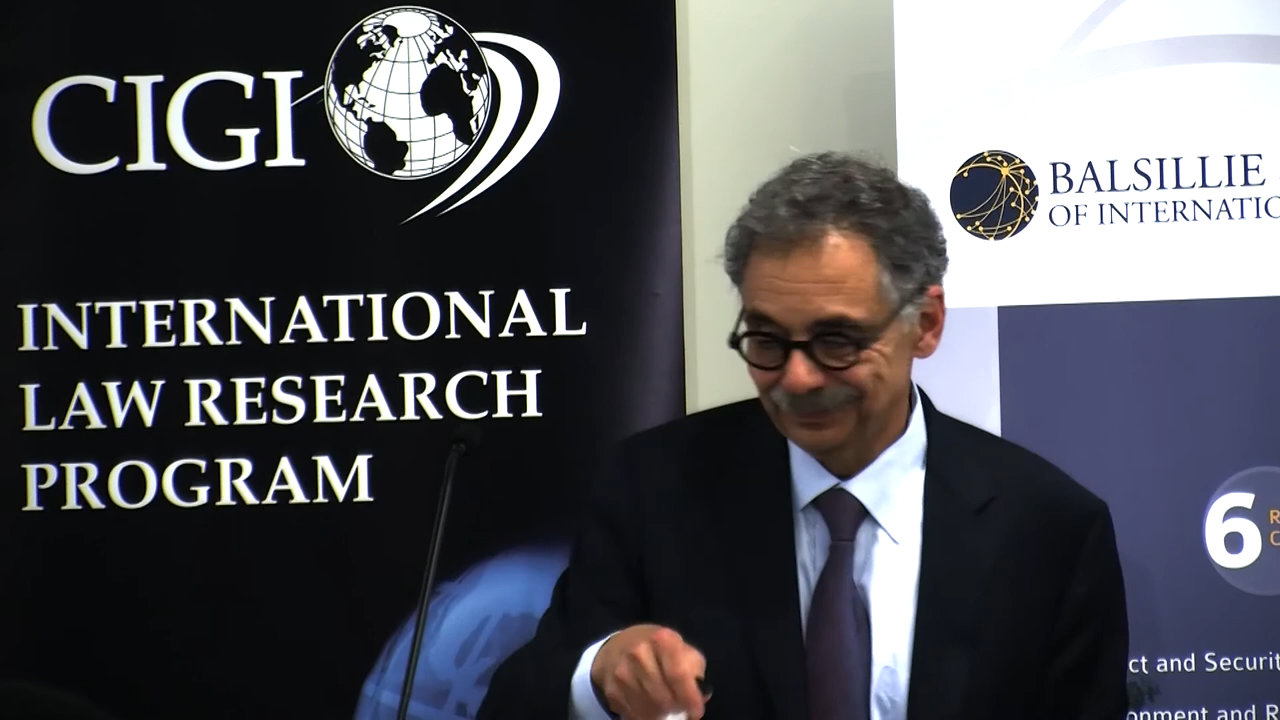 CIGI
INTERNATIONAL
LAW RESEARCH
PROGRAM
BALSILLIE
OF INTERNATIO
6
ct and Securit
onment and R